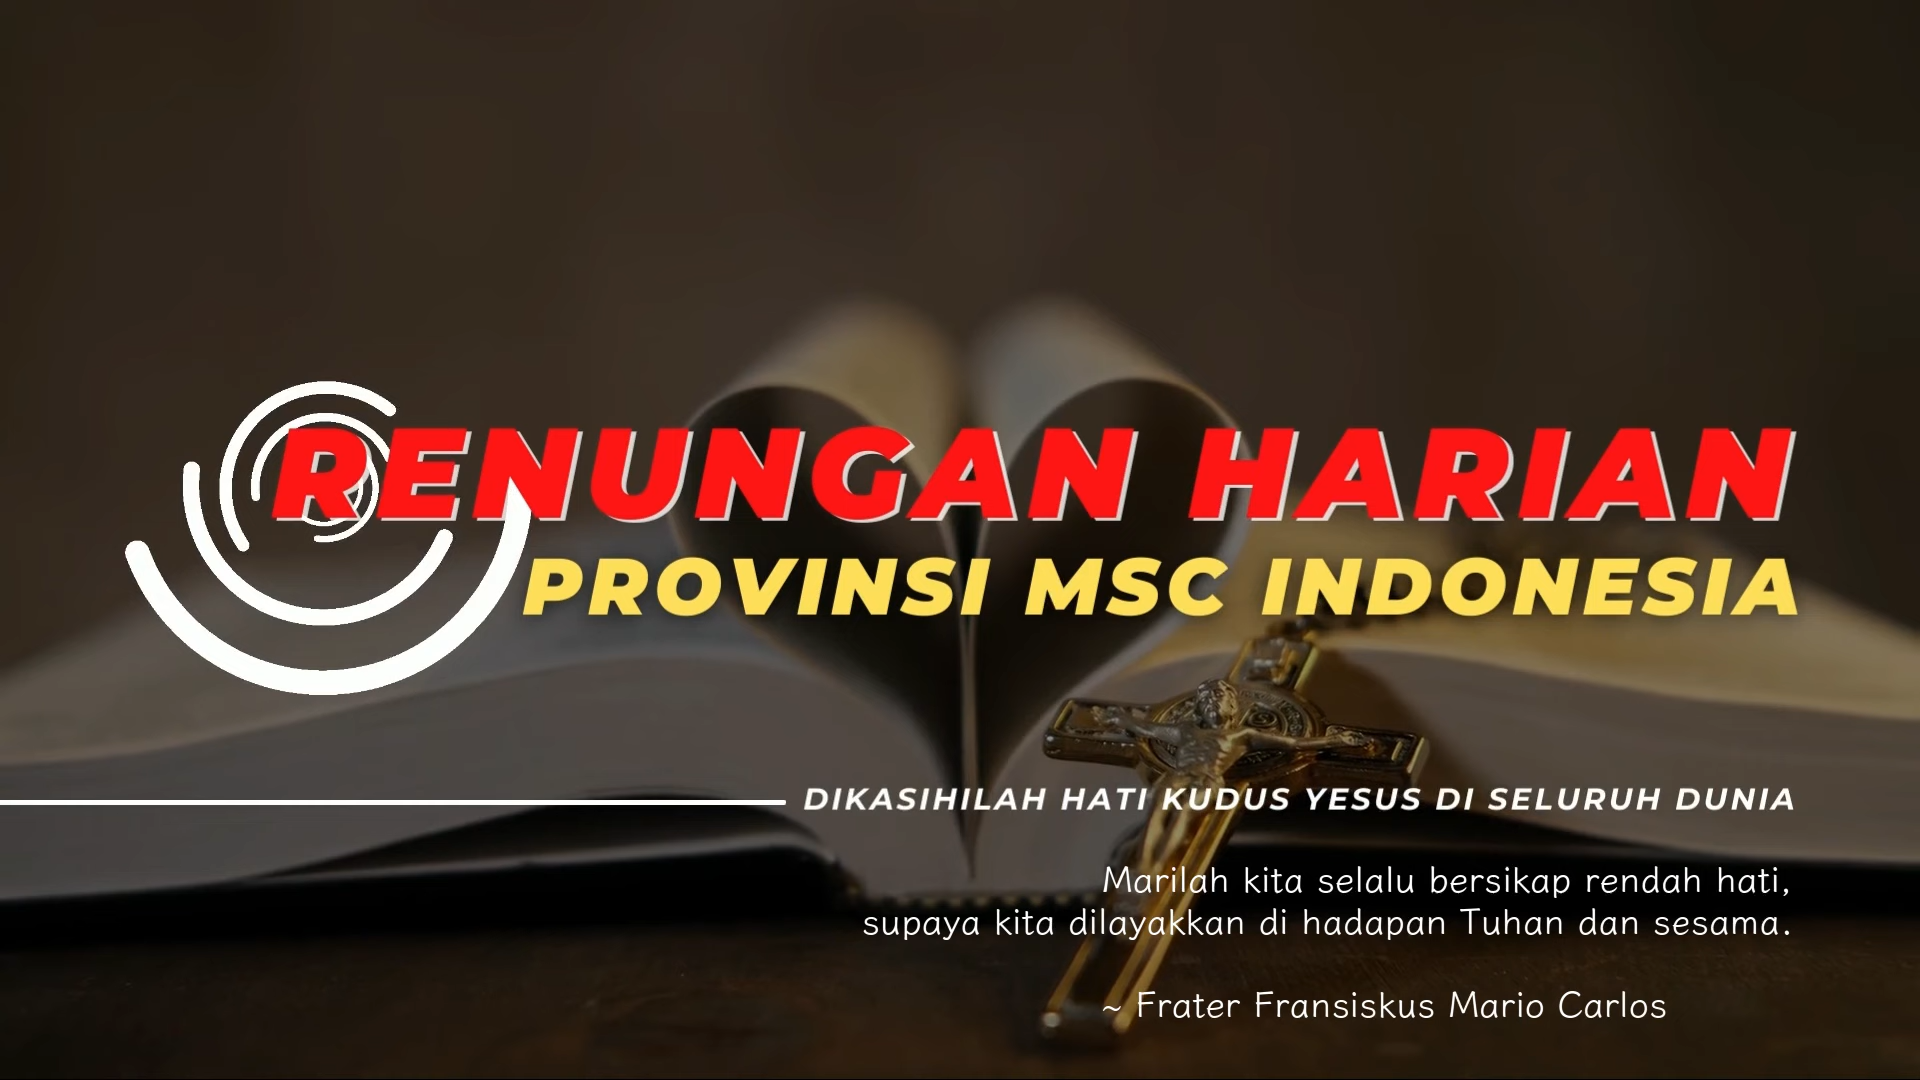 RENUNGAN HARIAN
PROVINSI MSC INDONESIA
DIKASIHILAH HATI KUDUS YESUS DI SELURUH DUNIA
Marilah kita selalu bersikap rendah hati,
supaya kita dilayakkan di hadapan Tuhan dan sesama.
~ Frater Fransiskus Mario Carlos